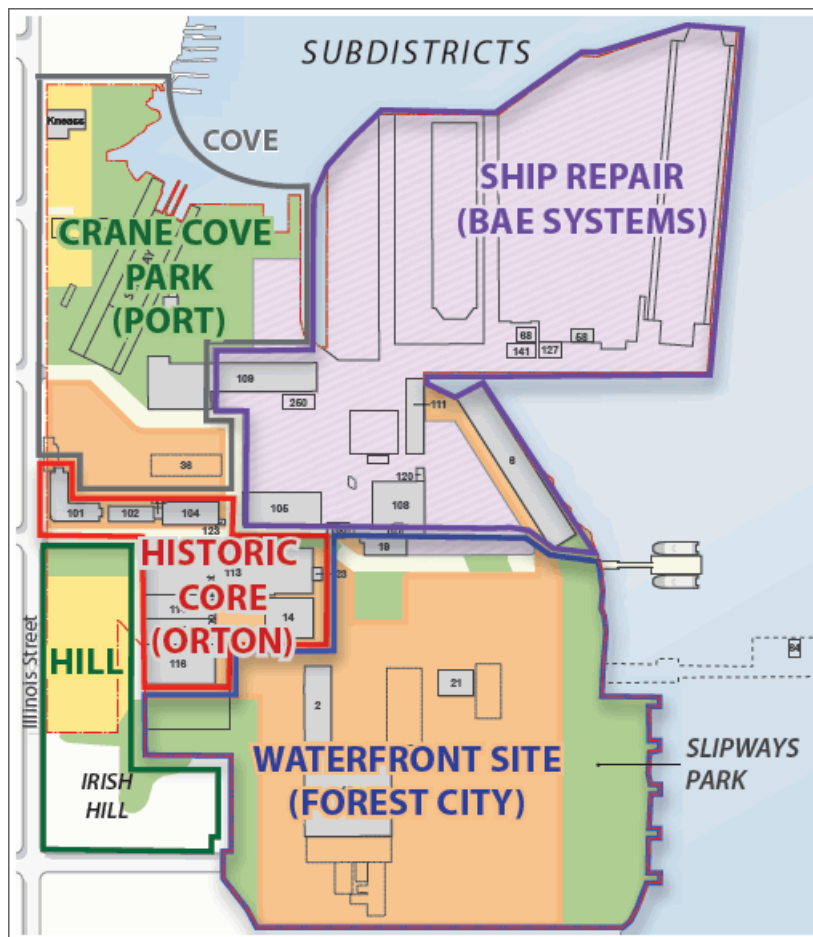 SUBDISTRICTS
Kneass
COVE
SHIP REPAIR
(BAE SYSTEMS)
CRANE COVE
PARK
(PORT)
68
58
141
127
109
250
111
6
36
120
101
102
104
105
108
123
19
HISTORIC
CORE
(ORTON)
113
23
14
116
HILL
Illinois Street
64
21
2
WATERFRONT SITE
(FOREST CITY)
SLIPWAYS
PARK
IRISH
HILL